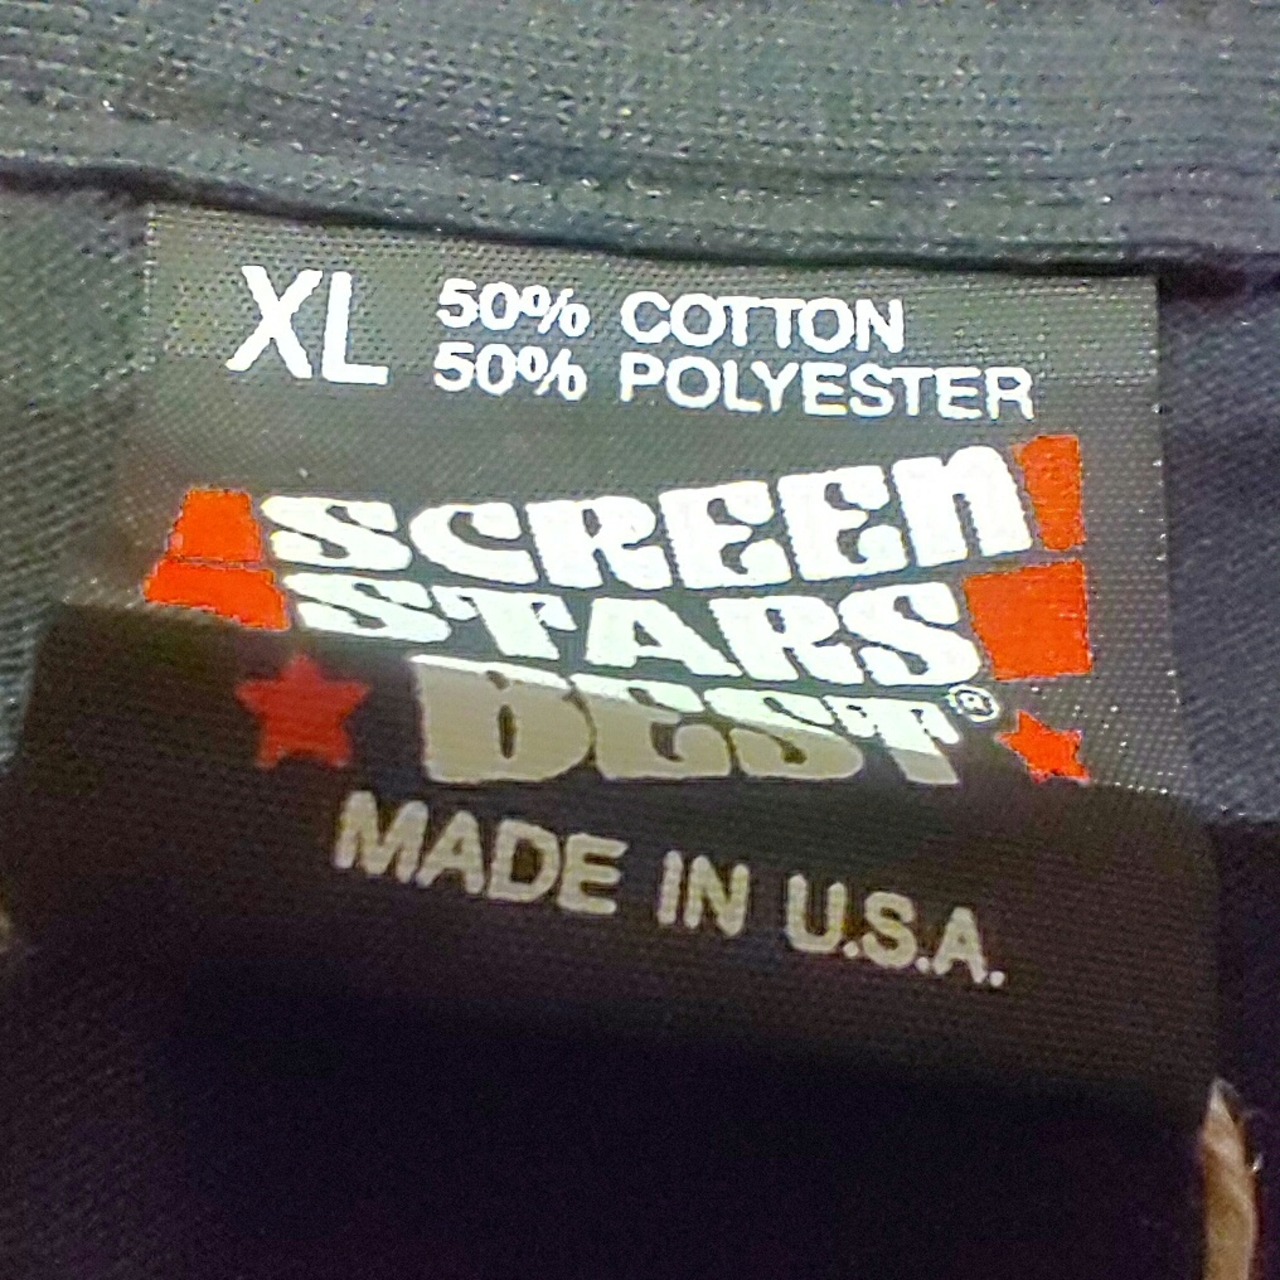 XL 50% COTTON
50% POLYESTER
SCREEN
STARS
BEST®
MADE IN U.S.A.